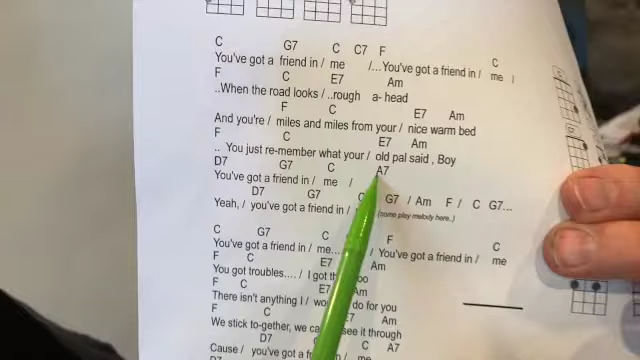 C G7 C C7 F C
You've got a friend in / me /...You've got a friend in / me /
F C E7 Am
..When the road looks / ..rough a- head
F C E7 Am
And you're / miles and miles from your / nice warm bed
F C E7 Am
.. You just re-member what your / old pal said , Boy
D7 G7 C A7
You've got a friend in / me /
D7 G7 C G7 / Am F / C G7...
Yeah, / you've got a friend in / (some play melody here..)
C G7 C F C
You've got a friend in / me... / You've got a friend in / me
F C E7 Am
You got troubles.... / I got
F C E7 Am
There isn't anything I / do for you
F C E7 Am
We stick to-gether, we see it through
D7 C A7
Cause / you've got a / me
D7